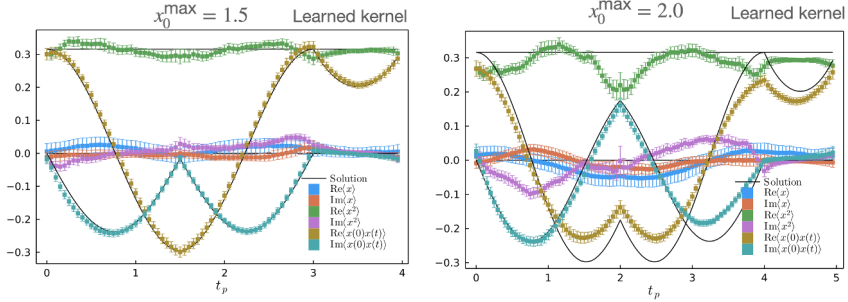 x_0^max = 1.5 Learned kernel
0.3
0.2
0.1
0.0
−0.1
−0.2
−0.3
Solution
Re⟨x⟩
Im⟨x⟩
Re⟨x²⟩
Im⟨x²⟩
Re⟨x(0)x(t)⟩
Im⟨x(0)x(t)⟩
0 1 2 3 4
t_p
x_0^max = 2.0 Learned kernel
0.3
0.2
0.1
0.0
−0.1
−0.2
−0.3
Solution
Re⟨x⟩
Im⟨x⟩
Re⟨x²⟩
Im⟨x²⟩
Re⟨x(0)x(t)⟩
Im⟨x(0)x(t)⟩
0 1 2 3 4 5
t_p